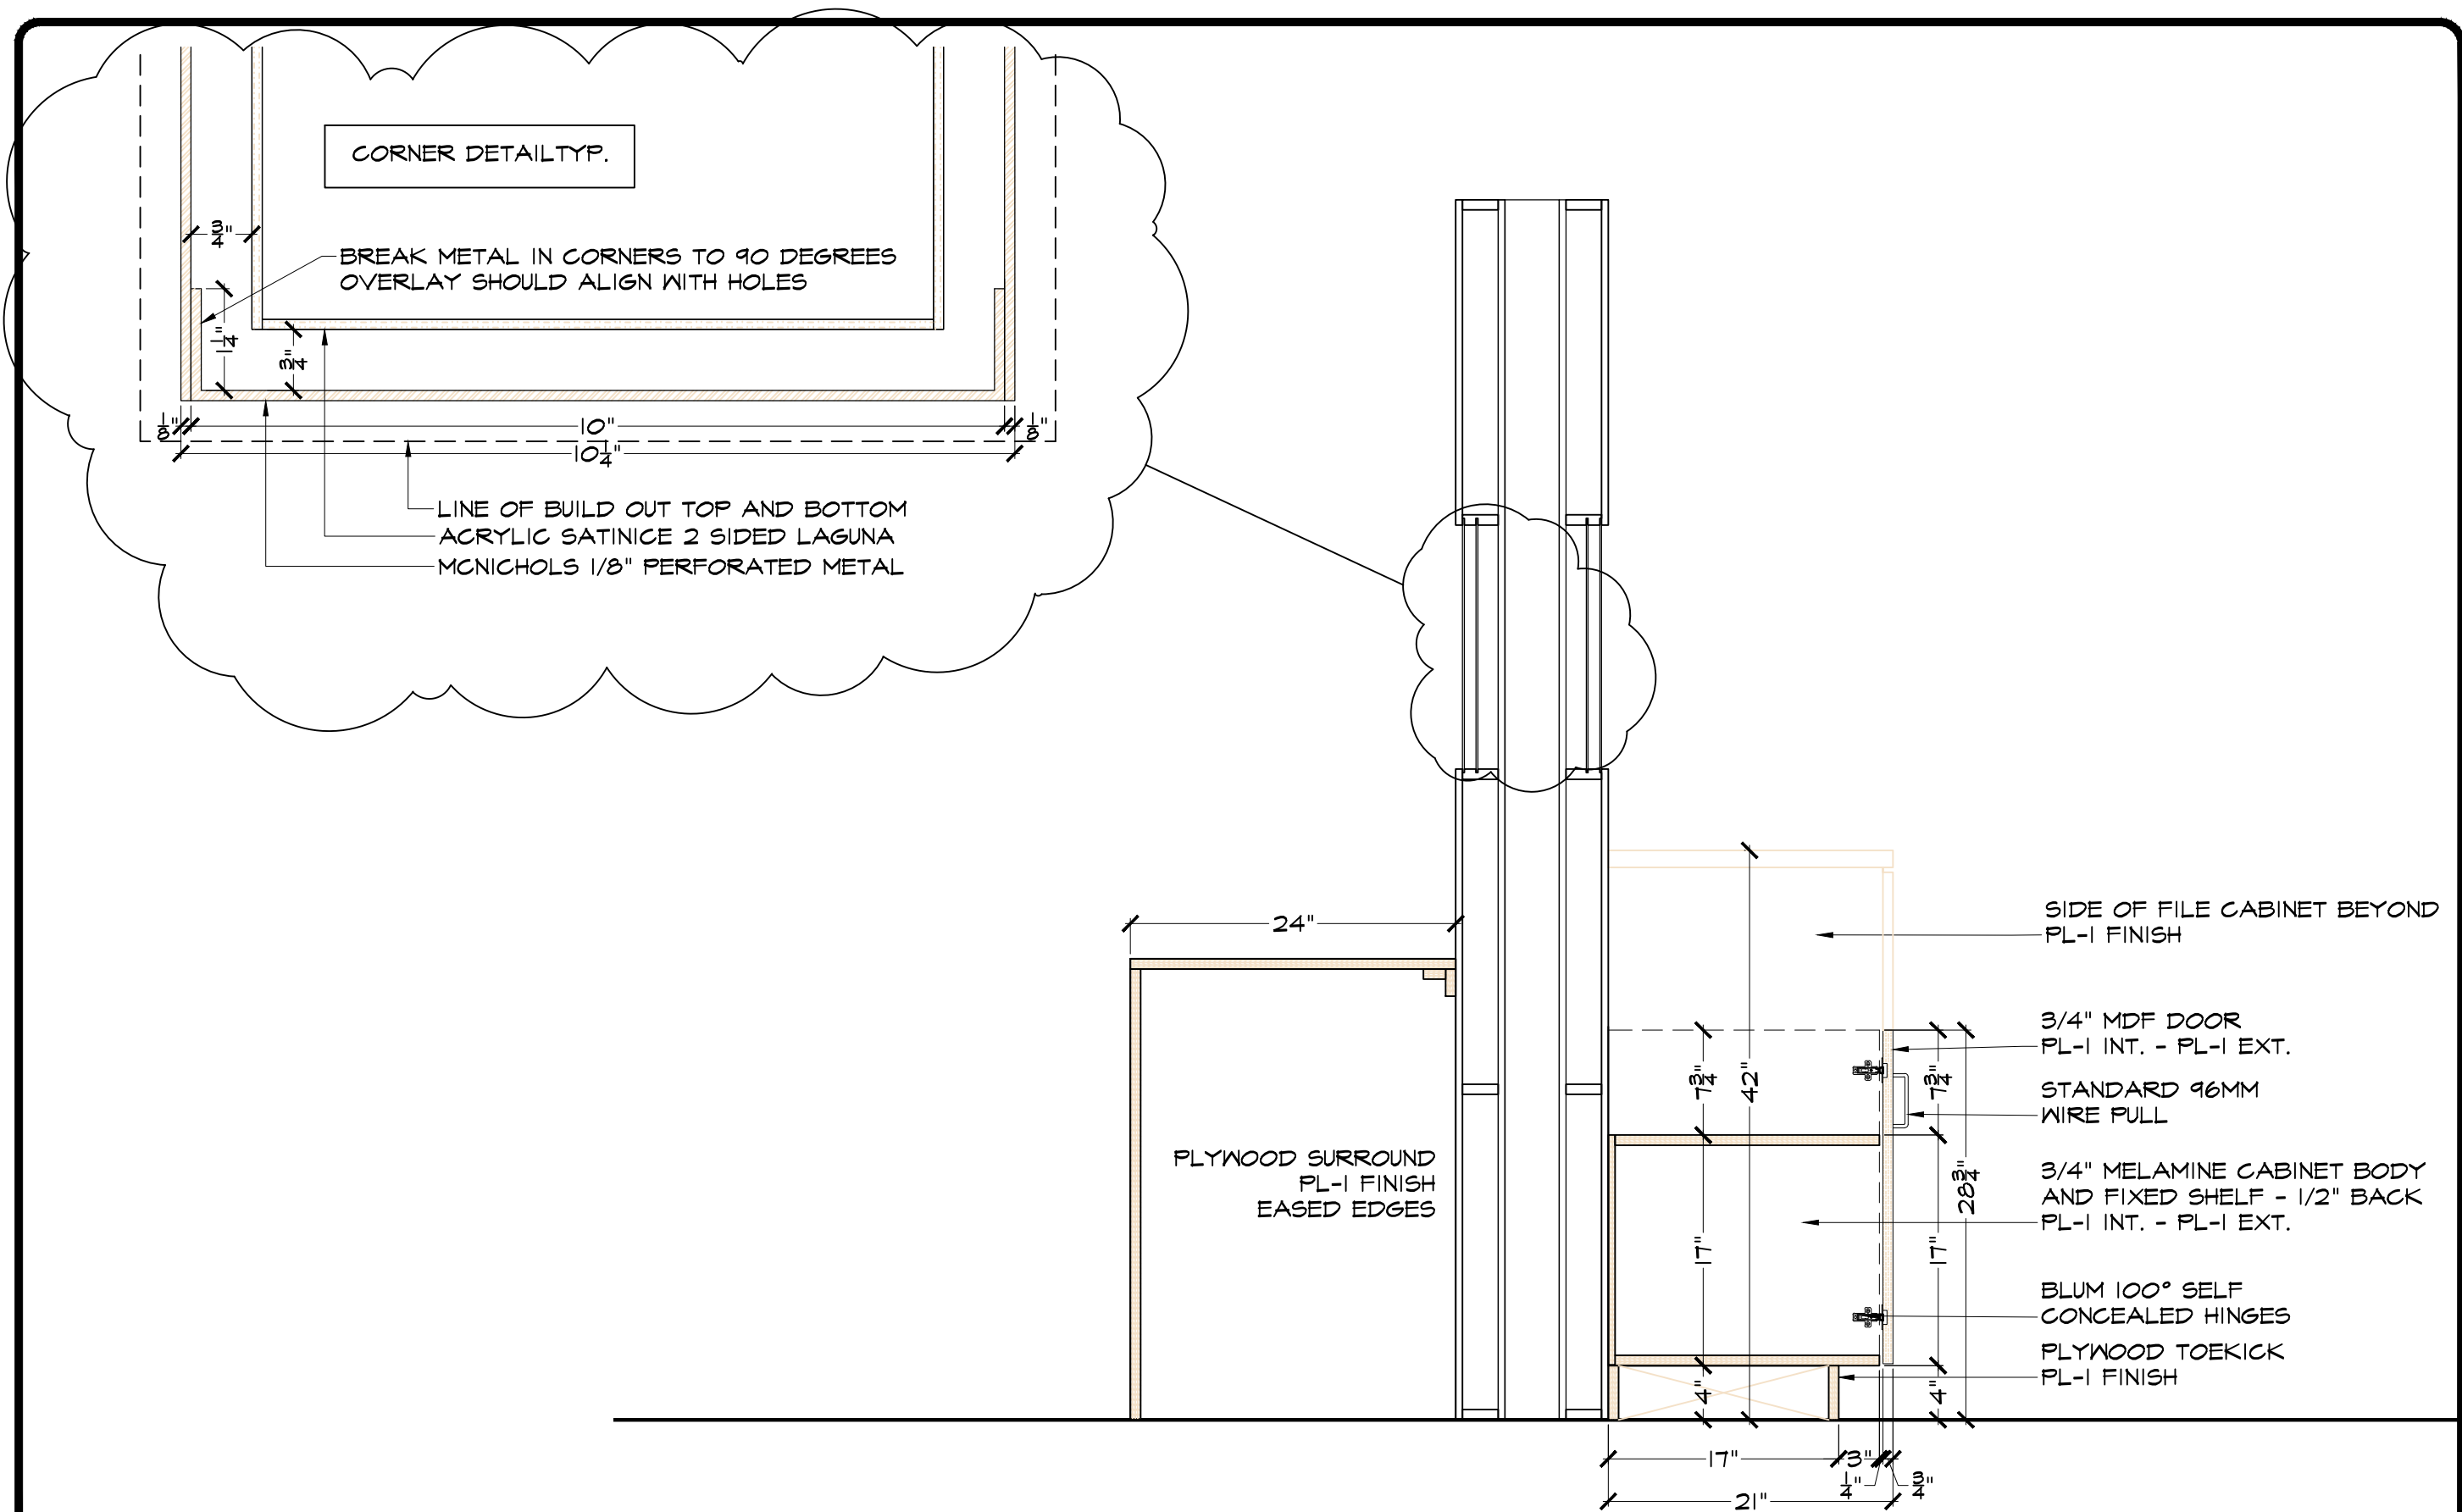 CORNER DETAILTYP.
3/4"
BREAK METAL IN CORNERS TO 90 DEGREES
OVERLAY SHOULD ALIGN WITH HOLES
1 1/4"
3/4"
1/8"
10"
1/8"
10 1/4"
LINE OF BUILD OUT TOP AND BOTTOM
ACRYLIC SATINICE 2 SIDED LAGUNA
MCNICHOLS 1/8" PERFORATED METAL
24"
PLYWOOD SURROUND
PL-1 FINISH
EASED EDGES
7 3/4"
42"
7 3/4"
28 3/4"
17"
17"
4"
4"
17"
3"
1/4"
3/4"
21"
SIDE OF FILE CABINET BEYOND
PL-1 FINISH
3/4" MDF DOOR
PL-1 INT. - PL-1 EXT.
STANDARD 96MM
WIRE PULL
3/4" MELAMINE CABINET BODY
AND FIXED SHELF - 1/2" BACK
PL-1 INT. - PL-1 EXT.
BLUM 100° SELF
CONCEALED HINGES
PLYWOOD TOEKICK
PL-1 FINISH